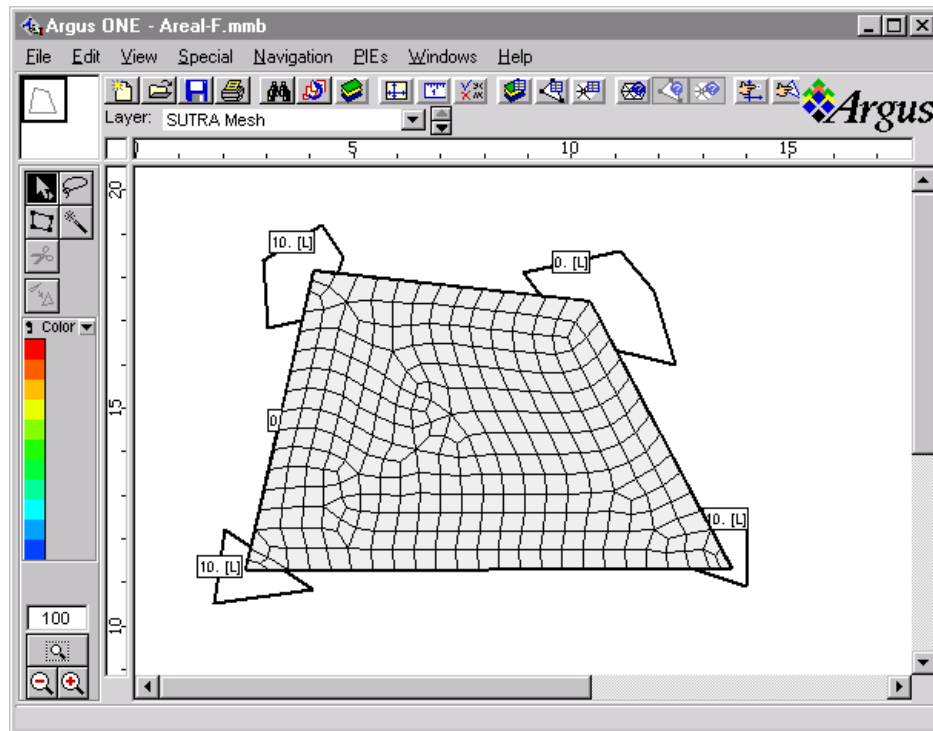 Argus ONE - Areal-F.mmb
File Edit View Special Navigation PIEs Windows Help
Layer: SUTRA Mesh
Argus
0 5 10 15
20
15
10
Color
100
10. [L]
0. [L]
0.
10. [L]
10. [L]